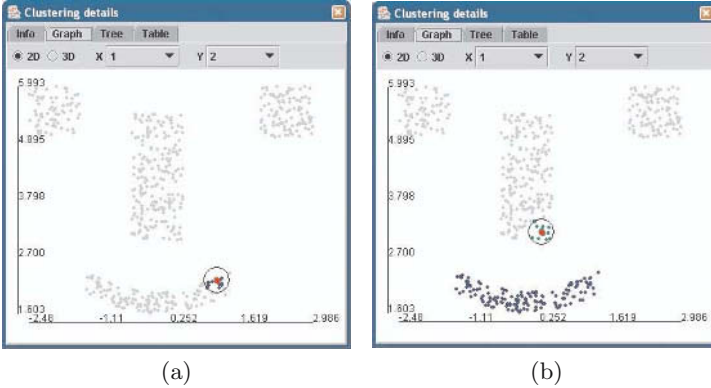 Clustering details
Info Graph Tree Table
2D 3D X 1 Y 2
5.993
4.895
3.798
2.700
1.603
-2.48 -1.11 0.252 1.619 2.986
(a)
Clustering details
Info Graph Tree Table
2D 3D X 1 Y 2
5.993
4.895
3.798
2.700
1.603
-2.48 -1.11 0.252 1.619 2.986
(b)